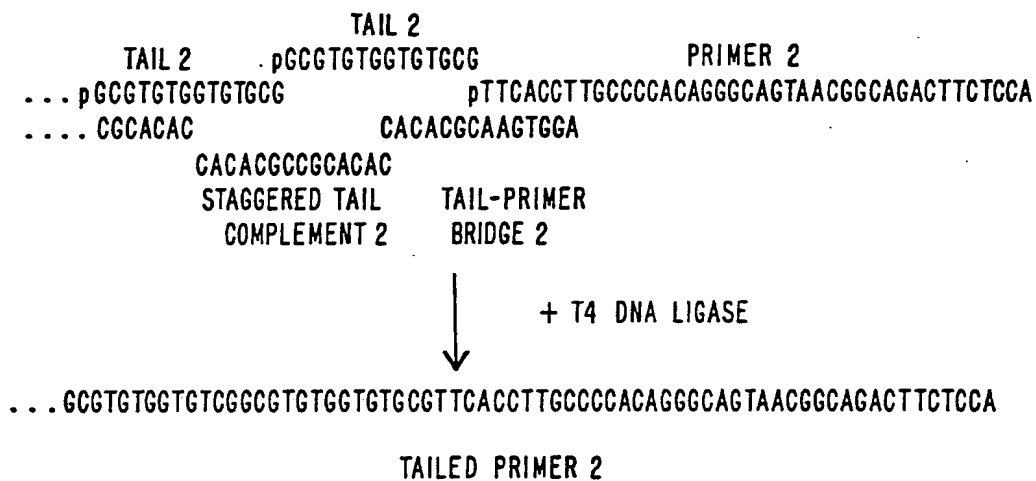 TAIL 2
TAIL 2 .pGCGTGTGGTGTGCG PRIMER 2
...pGCGTGTGGTGTGCG pTTCACCTTGCCCCACAGGGCAGTAACGGCAGACTTCTCCA
....CGCACAC CACACGCAAGTGGA
CACACGCCGCACAC
STAGGERED TAIL TAIL-PRIMER
COMPLEMENT 2 BRIDGE 2
+ T4 DNA LIGASE
...GCGTGTGGTGTCGGCGTGTGGTGTGCGTTCACCTTGCCCCACAGGGCAGTAACGGCAGACTTCTCCA
TAILED PRIMER 2